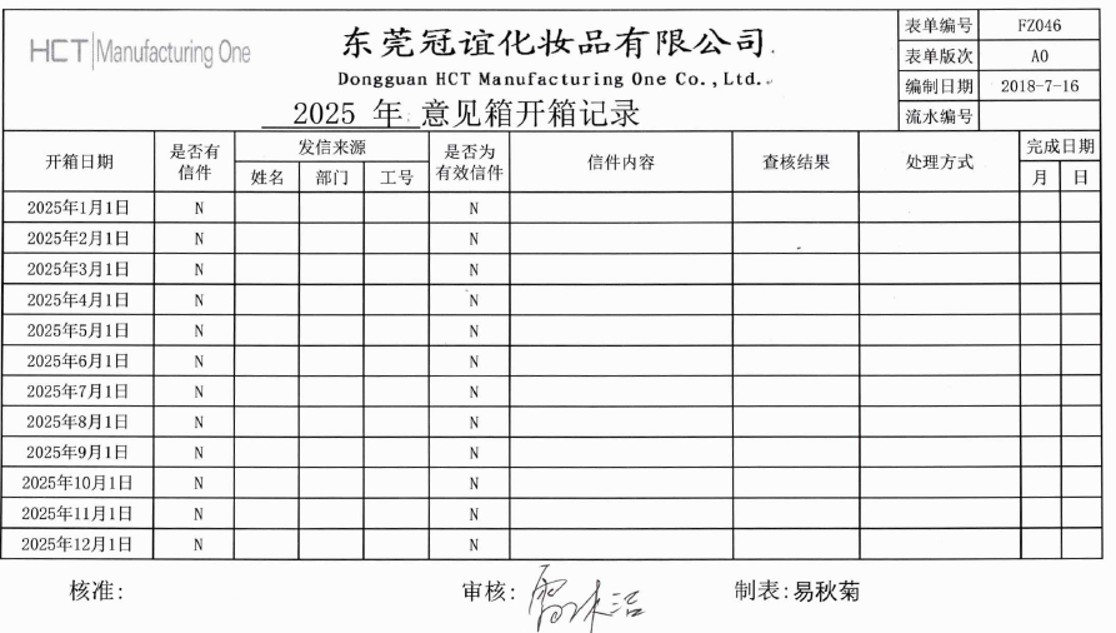 HCT Manufacturing One
东莞冠谊化妆品有限公司
Dongguan HCT Manufacturing One Co.,Ltd.
2025 年 意见箱开箱记录
表单编号 FZ046
表单版次 A0
编制日期 2018-7-16
流水编号
开箱日期 是否有信件 发信来源 是否为有效信件 信件内容 查核结果 处理方式 完成日期
姓名 部门 工号 月 日
2025年1月1日 N N
2025年2月1日 N N
2025年3月1日 N N
2025年4月1日 N N
2025年5月1日 N N
2025年6月1日 N N
2025年7月1日 N N
2025年8月1日 N N
2025年9月1日 N N
2025年10月1日 N N
2025年11月1日 N N
2025年12月1日 N N
核准: 审核: 制表:易秋菊